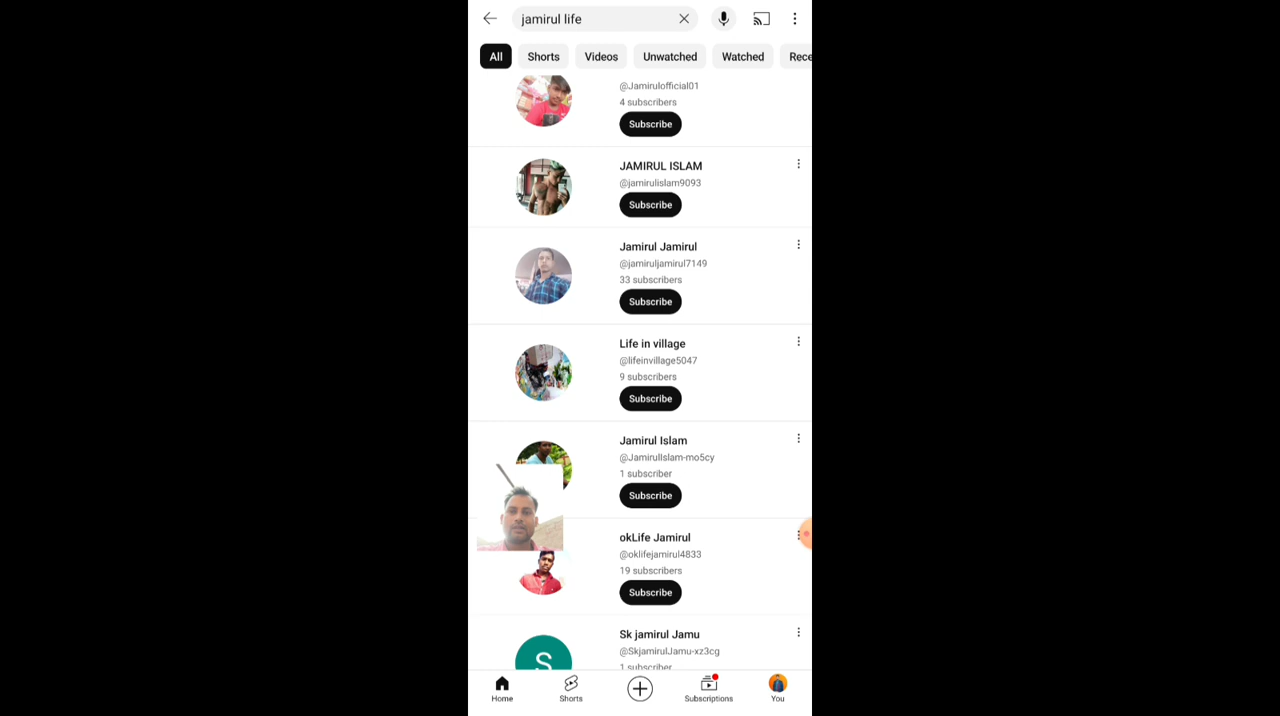 jamirul life
All Shorts Videos Unwatched Watched Rece
@Jamirulofficial01
4 subscribers
Subscribe
JAMIRUL ISLAM
@jamirulislam9093
Subscribe
Jamirul Jamirul
@jamiruljamirul7149
33 subscribers
Subscribe
Life in village
@lifeinvillage5047
9 subscribers
Subscribe
Jamirul Islam
@JamirulIslam-mo5cy
1 subscriber
Subscribe
okLife Jamirul
@oklifejamirul4833
19 subscribers
Subscribe
Sk jamirul Jamu
@SkjamirulJamu-xz3cg
1 subscriber
S
Home Shorts Subscriptions You